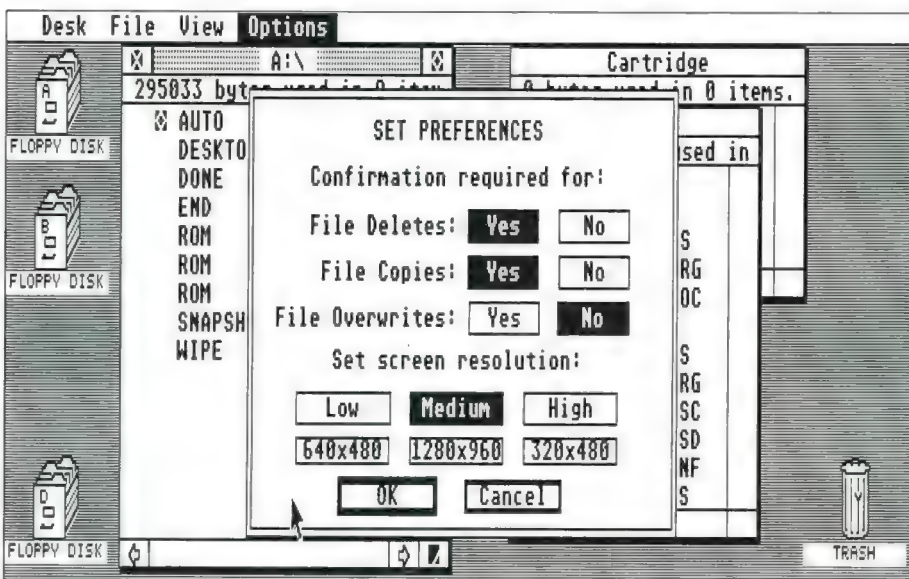 Desk File View Options
A:\
295033 bytes used in 9 item
AUTO
DESKTO
DONE
END
ROM
ROM
ROM
SNAPSH
WIPE
Cartridge
0 bytes used in 0 items.
used in
S
RG
OC
S
RG
SC
SD
NF
S
SET PREFERENCES
Confirmation required for:
File Deletes: Yes No
File Copies: Yes No
File Overwrites: Yes No
Set screen resolution:
Low Medium High
640x480 1280x960 320x480
OK Cancel
A
FLOPPY DISK
B
FLOPPY DISK
D
FLOPPY DISK
TRASH